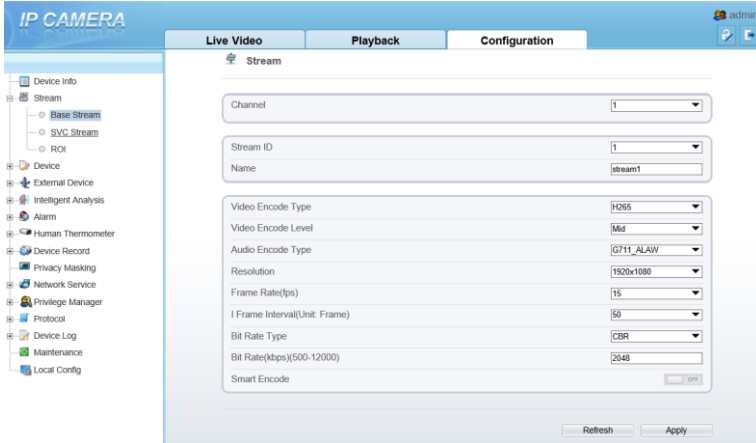 IP CAMERA
admin
Live Video Playback Configuration
Stream
Device Info
Stream
Base Stream
SVC Stream
ROI
Device
External Device
Intelligent Analysis
Alarm
Human Thermometer
Device Record
Privacy Masking
Network Service
Privilege Manager
Protocol
Device Log
Maintenance
Local Config
Channel 1
Stream ID 1
Name stream1
Video Encode Type H265
Video Encode Level Mid
Audio Encode Type G711_ALAW
Resolution 1920x1080
Frame Rate(fps) 15
I Frame Interval(Unit: Frame) 50
Bit Rate Type CBR
Bit Rate(kbps)(500-12000) 2048
Smart Encode OFF
Refresh Apply